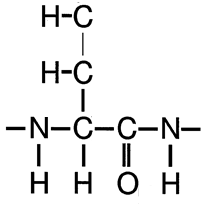 H-C
H-C
-N-C-C-N-
H H O H